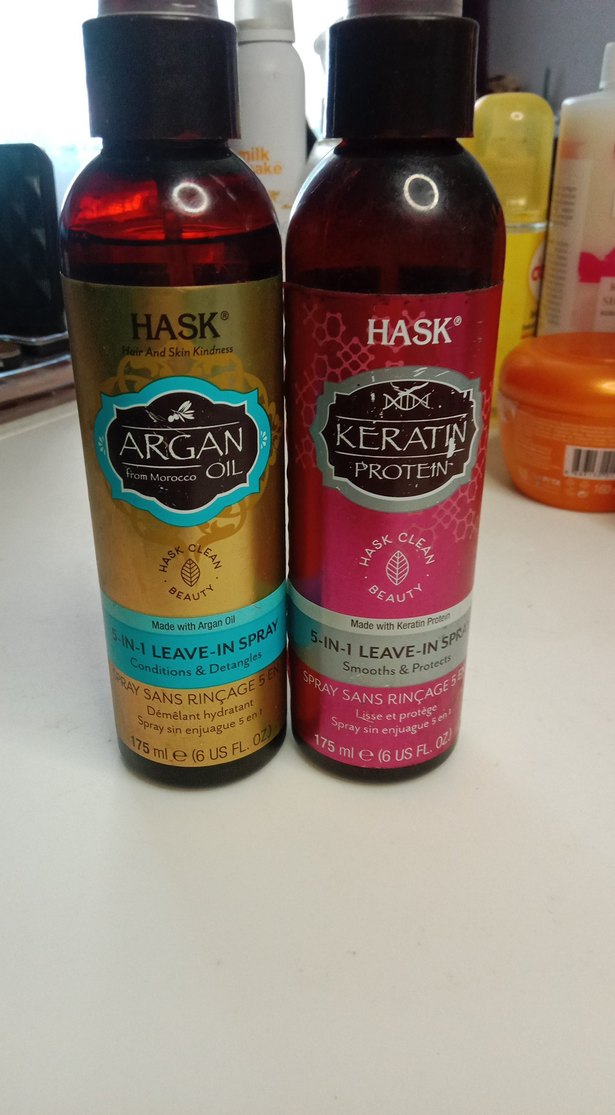 milk
HASK®
Hair And Skin Kindness
ARGAN
from Morocco OIL
HASK CLEAN
BEAUTY
Made with Argan Oil
5-IN-1 LEAVE-IN SPRAY
Conditions & Detangles
SPRAY SANS RINÇAGE 5 EN
Démêlant hydratant
Spray sin enjuague 5 en 1
175 ml ℮ (6 US FL. OZ)
HASK®
KERATIN
PROTEIN
HASK CLEAN
BEAUTY
Made with Keratin Protein
5-IN-1 LEAVE-IN SPRAY
Smooths & Protects
SPRAY SANS RINÇAGE 5 E
Lisse et protège
Spray sin enjuague 5 en 1
175 ml ℮ (6 US FL. OZ)